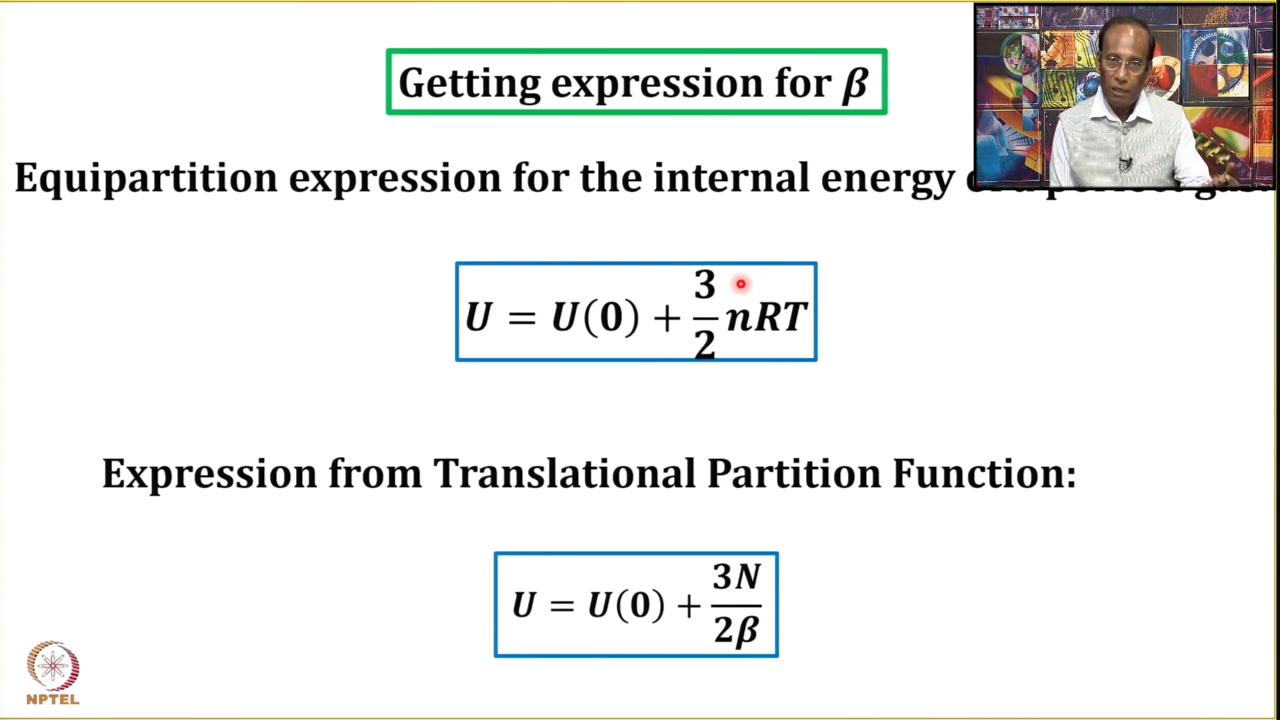 Getting expression for β
Equipartition expression for the internal energy
U = U(0) + 3/2 nRT
Expression from Translational Partition Function:
U = U(0) + 3N/2β
NPTEL